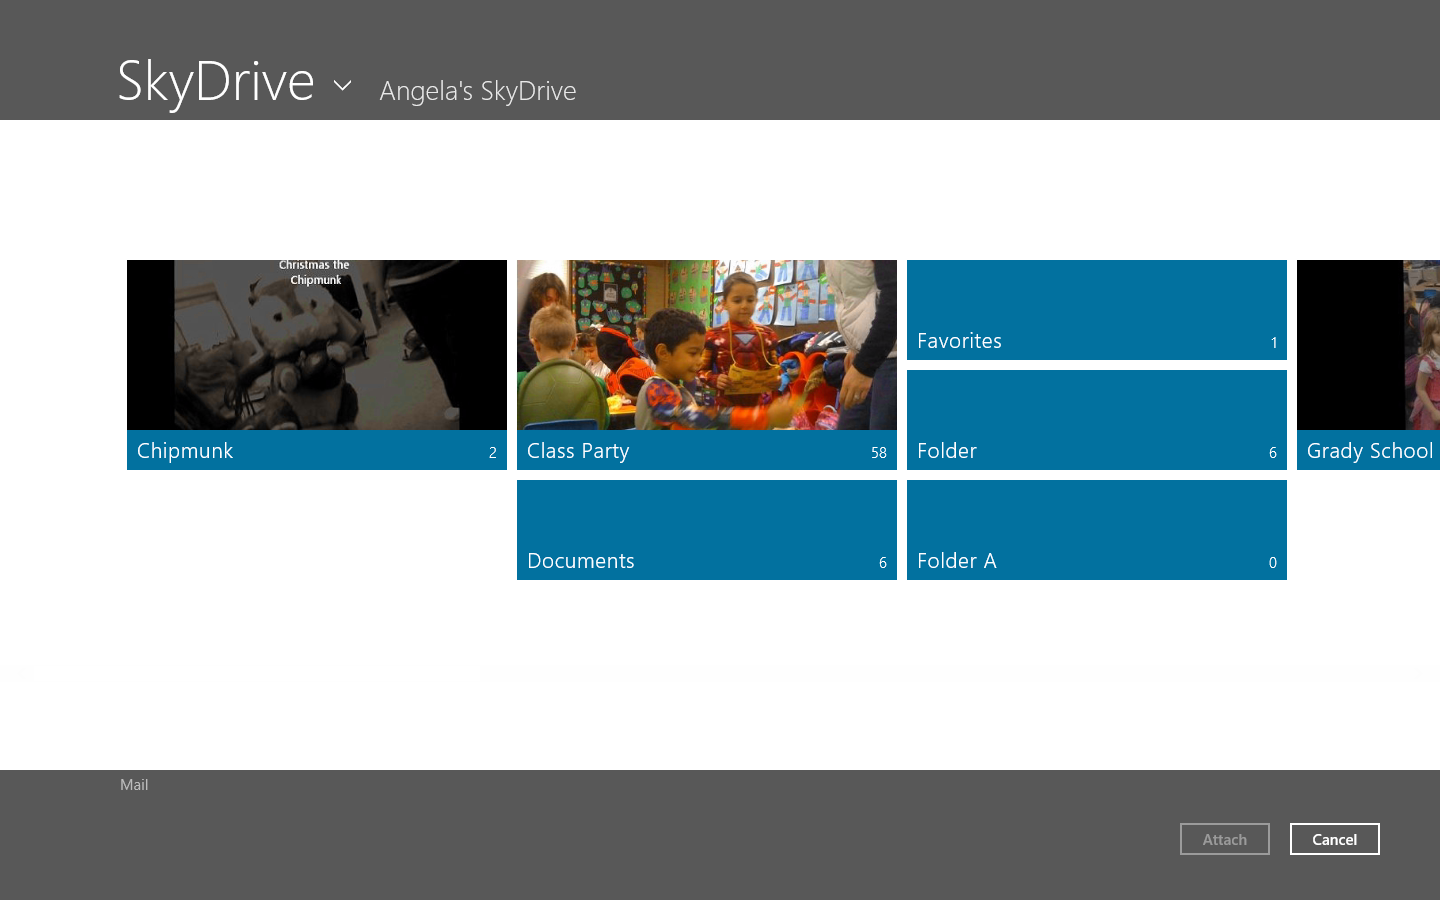 SkyDrive
Angela's SkyDrive
Christmas the
Chipmunk
Chipmunk
2
Class Party
58
Documents
6
Favorites
1
Folder
6
Folder A
0
Grady School
Mail
Attach
Cancel